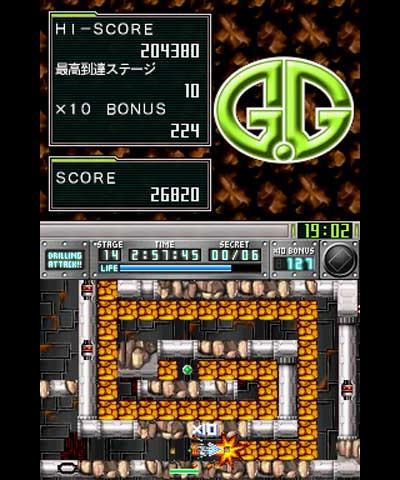 HI-SCORE
204380
最高到達ステージ
10
×10 BONUS
224
G.G
SCORE
26820
19:02
DRILLING ATTACK!!
STAGE TIME SECRET ×10 BONUS
14 2:57:45 00/06 127
LIFE
×10